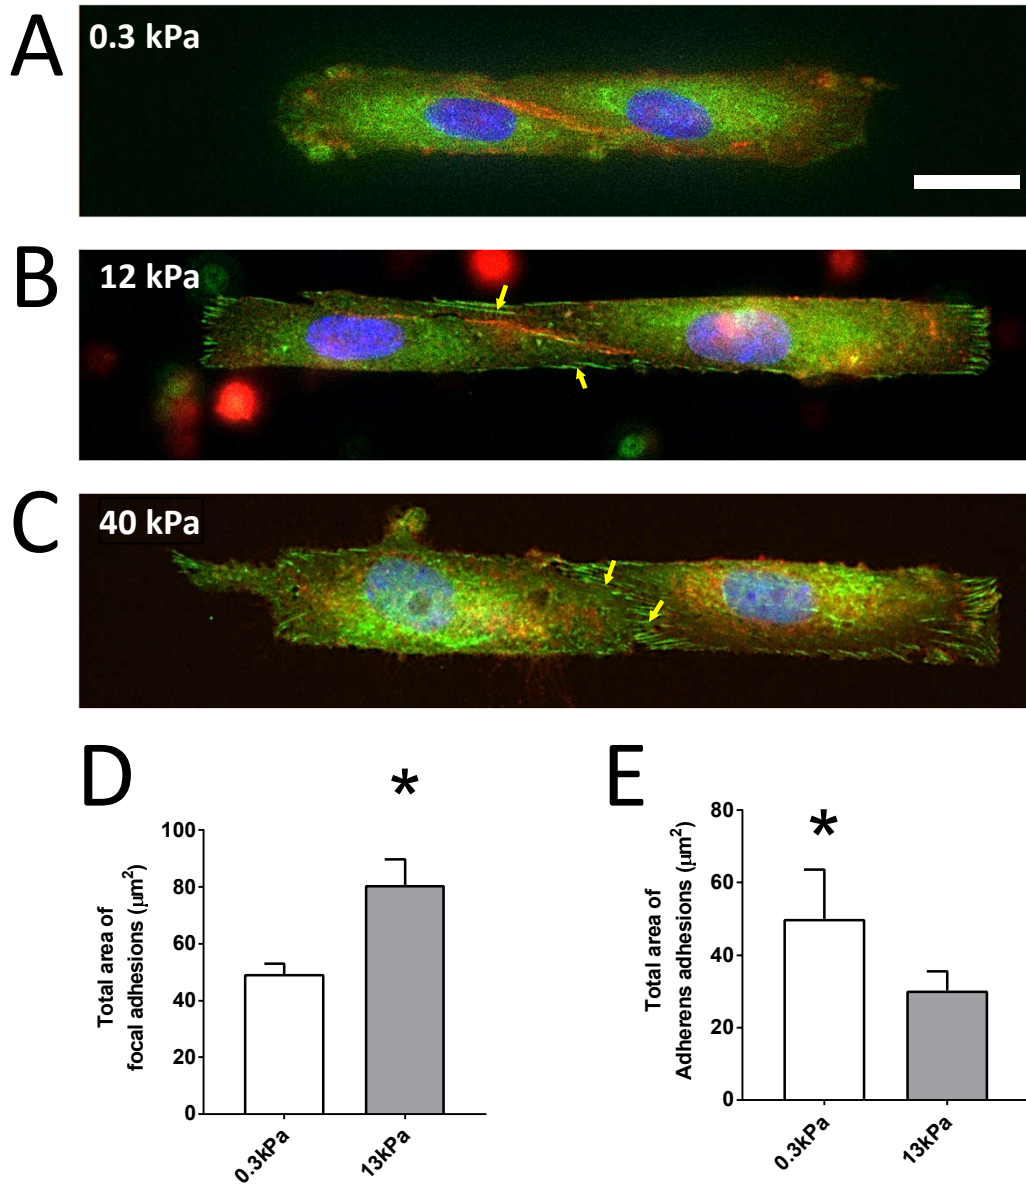 A
0.3 kPa
B
12 kPa
C
40 kPa
D
*
100
80
60
40
20
0
Total area of
focal adhesions (µm²)
0.3kPa
13kPa
E
*
80
60
40
20
0
Total area of
Adherens adhesions (µm²)
0.3kPa
13kPa